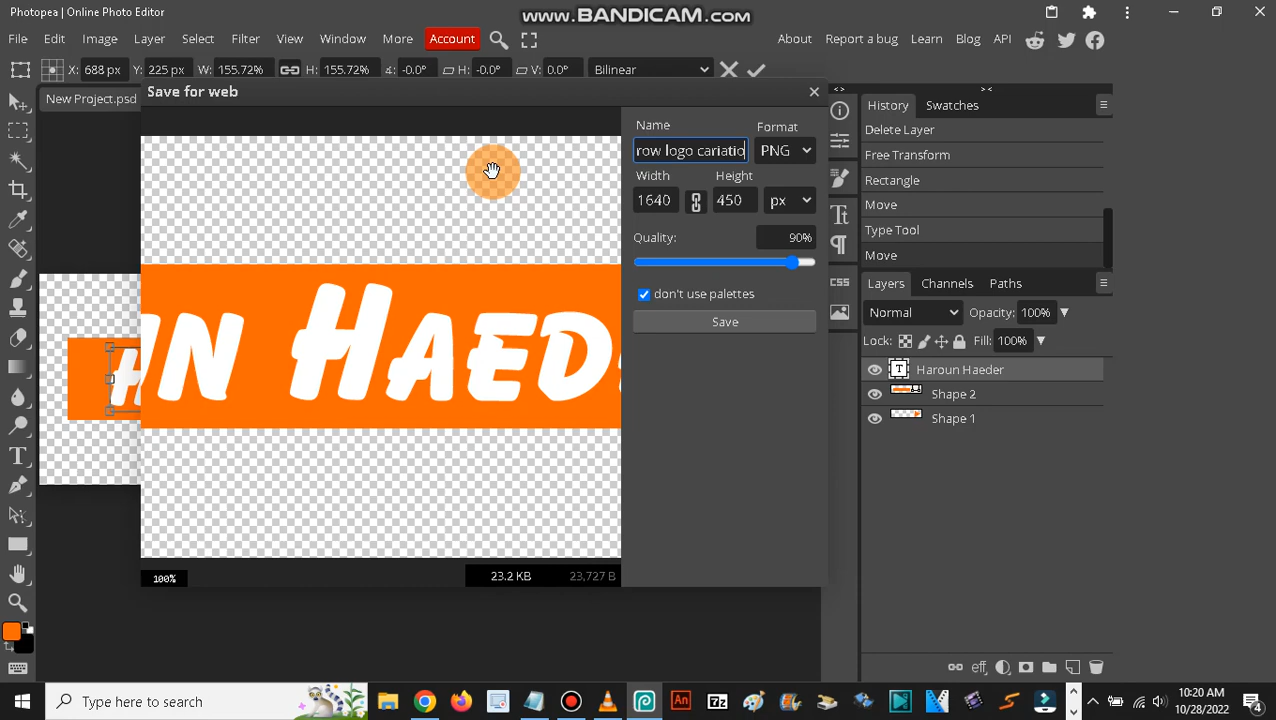 Photopea | Online Photo Editor
www.BANDICAM.com
File Edit Image Layer Select Filter View Window More Account About Report a bug Learn Blog API
X: 688 px Y: 225 px W: 155.72% H: 155.72% ⊿: -0.0° H: -0.0° V: 0.0° Bilinear
New Project.psd
Save for web
Name Format
row logo cariatio PNG
Width Height
1640 450 px
Quality: 90%
don't use palettes
Save
UN HAED
H
100% 23.2 KB 23,727 B
< > > <
History Swatches
Delete Layer
Free Transform
Rectangle
Move
Type Tool
Move
CSS
Layers Channels Paths
Normal Opacity: 100%
Lock: Fill: 100%
Haroun Haeder
Shape 2
Shape 1
eff
Type here to search
An
7z
10:20 AM
10/28/2022